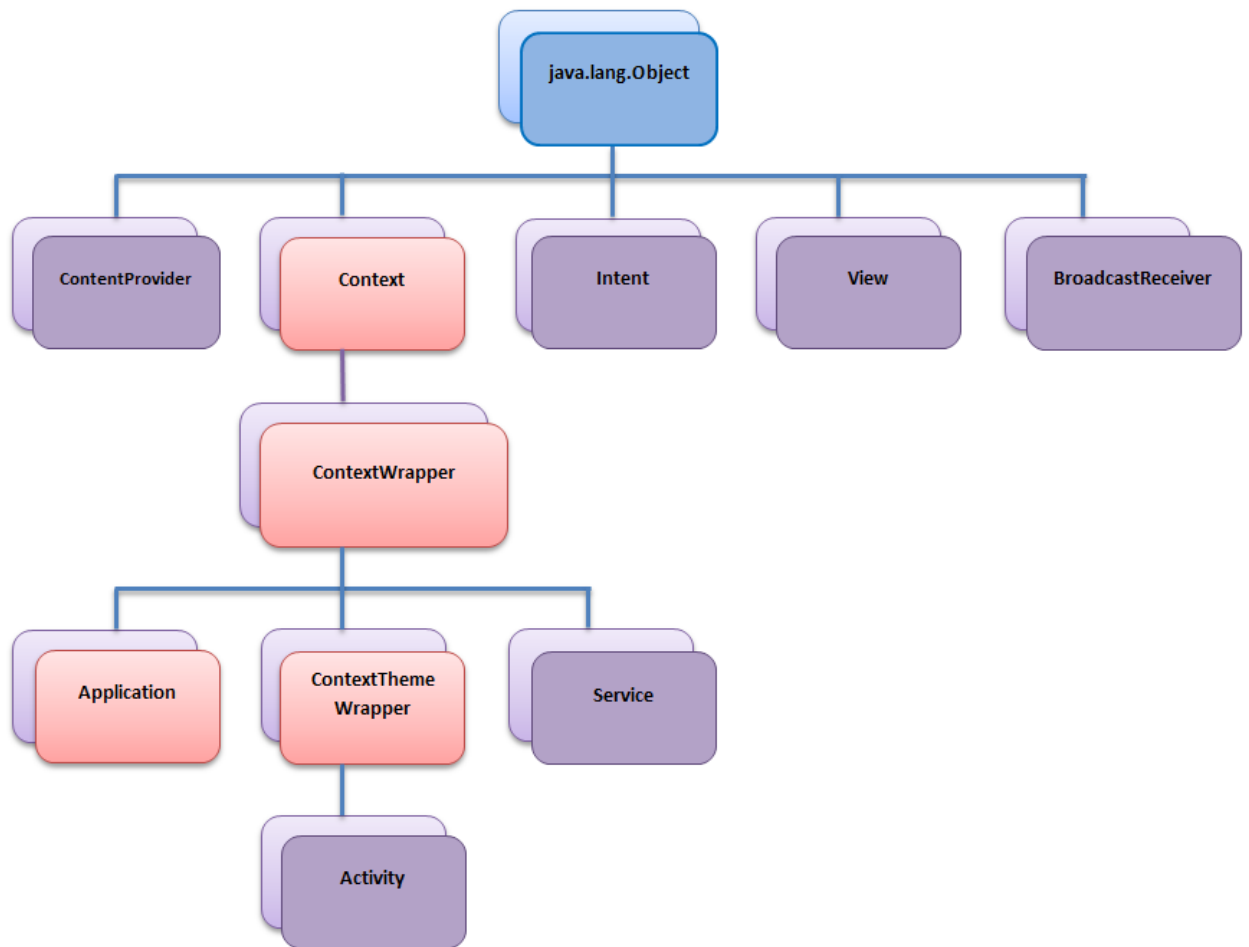 java.lang.Object
ContentProvider
Context
Intent
View
BroadcastReceiver
ContextWrapper
Application
ContextTheme
Wrapper
Service
Activity